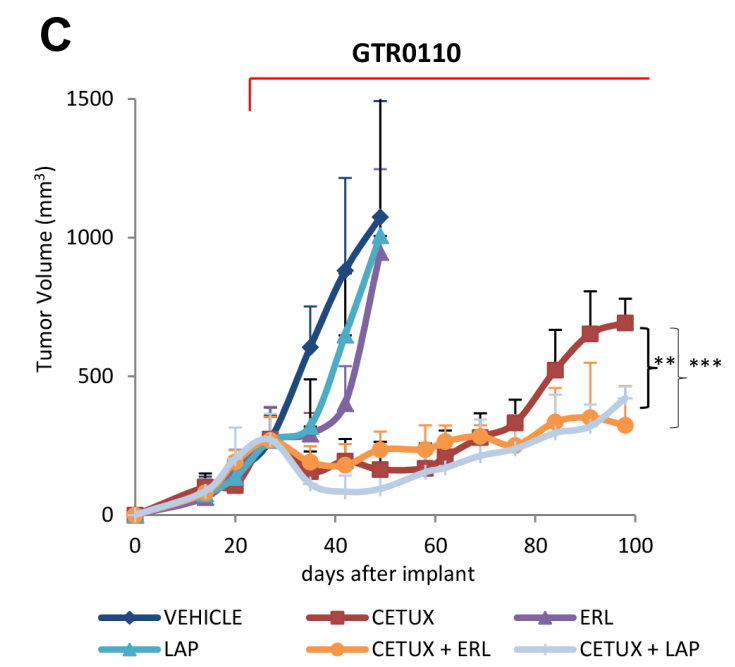 C
GTR0110
Tumor Volume (mm³)
1500
1000
500
0
** ***
0 20 40 60 80 100
days after implant
VEHICLE CETUX ERL
LAP CETUX + ERL CETUX + LAP